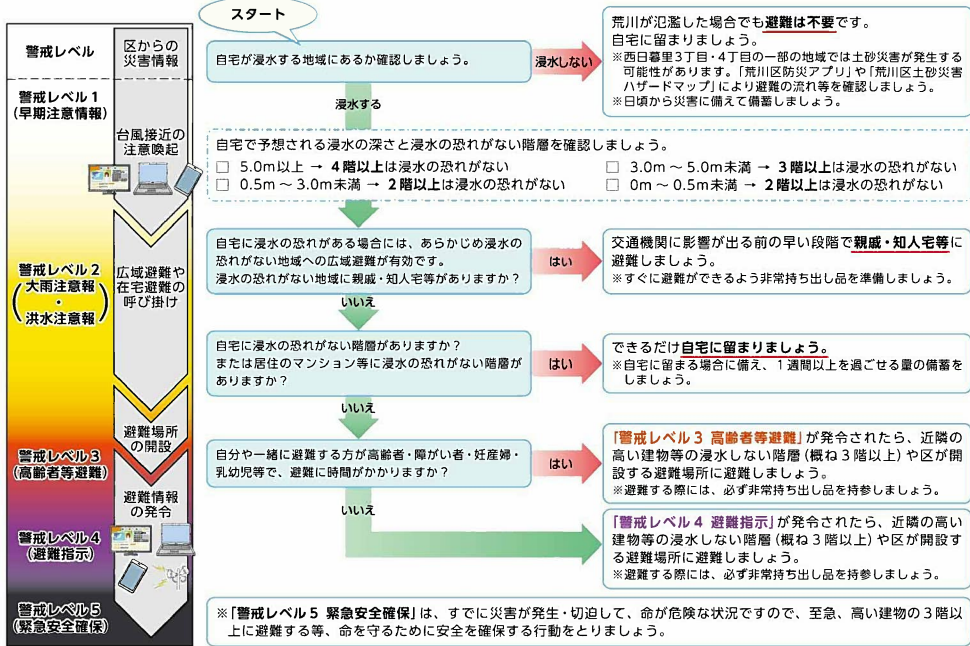 警戒レベル
区からの
災害情報
警戒レベル1
(早期注意情報)
台風接近の
注意喚起
警戒レベル2
大雨注意報
・
洪水注意報
広域避難や
在宅避難の
呼び掛け
避難場所
の開設
警戒レベル3
(高齢者等避難)
避難情報
の発令
警戒レベル4
(避難指示)
警戒レベル5
(緊急安全確保)
スタート
自宅が浸水する地域にあるか確認しましょう。
浸水しない
荒川が氾濫した場合でも避難は不要です。
自宅に留まりましょう。
※西日暮里3丁目・4丁目の一部の地域では土砂災害が発生する
可能性があります。「荒川区防災アプリ」や「荒川区土砂災害
ハザードマップ」により避難の流れ等を確認しましょう。
※日頃から災害に備えて備蓄しましょう。
浸水する
自宅で予想される浸水の深さと浸水の恐れがない階層を確認しましょう。
□ 5.0m以上 → 4階以上は浸水の恐れがない
□ 3.0m～5.0m未満 → 3階以上は浸水の恐れがない
□ 0.5m～3.0m未満 → 2階以上は浸水の恐れがない
□ 0m～0.5m未満 → 2階以上は浸水の恐れがない
自宅に浸水の恐れがある場合には、あらかじめ浸水の
恐れがない地域への広域避難が有効です。
浸水の恐れがない地域に親戚・知人宅等がありますか？
はい
交通機関に影響が出る前の早い段階で親戚・知人宅等に
避難しましょう。
※すぐに避難ができるよう非常持ち出し品を準備しましょう。
いいえ
自宅に浸水の恐れがない階層がありますか？
または居住のマンション等に浸水の恐れがない階層が
ありますか？
はい
できるだけ自宅に留まりましょう。
※自宅に留まる場合に備え、1週間以上を過ごせる量の備蓄を
しましょう。
いいえ
自分や一緒に避難する方が高齢者・障がい者・妊産婦・
乳幼児等で、避難に時間がかかりますか？
はい
「警戒レベル3 高齢者等避難」が発令されたら、近隣の
高い建物等の浸水しない階層(概ね3階以上)や区が開
設する避難場所に避難しましょう。
※避難する際には、必ず非常持ち出し品を持参しましょう。
いいえ
「警戒レベル4 避難指示」が発令されたら、近隣の高い
建物等の浸水しない階層(概ね3階以上)や区が開設す
る避難場所に避難しましょう。
※避難する際には、必ず非常持ち出し品を持参しましょう。
※「警戒レベル5 緊急安全確保」は、すでに災害が発生・切迫して、命が危険な状況ですので、至急、高い建物の3階以
上に避難する等、命を守るために安全を確保する行動をとりましょう。